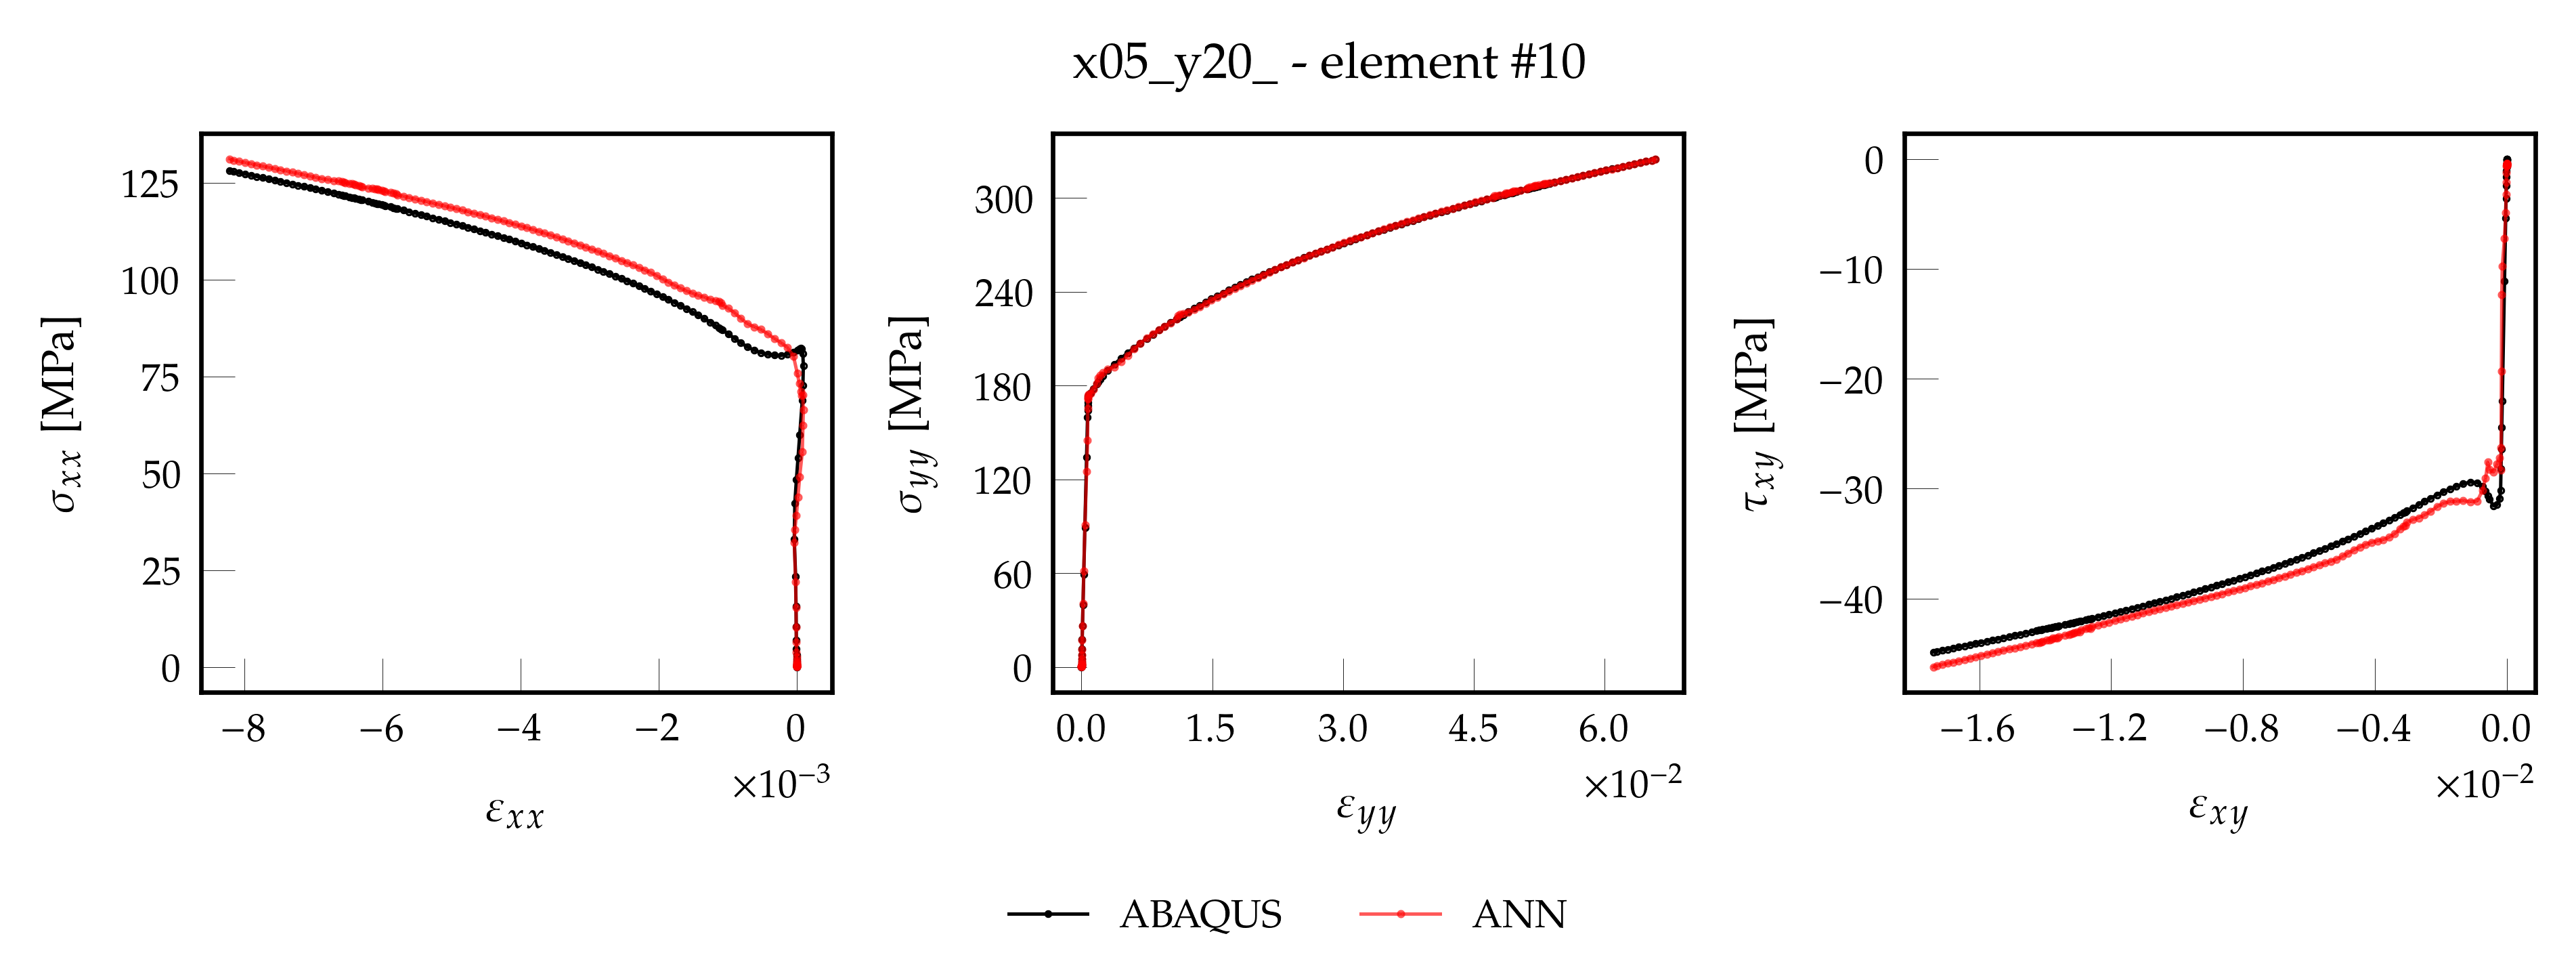 x05_y20_ - element #10
σxx [MPa]
125
100
75
50
25
0
−8 −6 −4 −2 0
×10−3
εxx
σyy [MPa]
300
240
180
120
60
0
0.0 1.5 3.0 4.5 6.0
×10−2
εyy
τxy [MPa]
0
−10
−20
−30
−40
−1.6 −1.2 −0.8 −0.4 0.0
×10−2
εxy
ABAQUS ANN